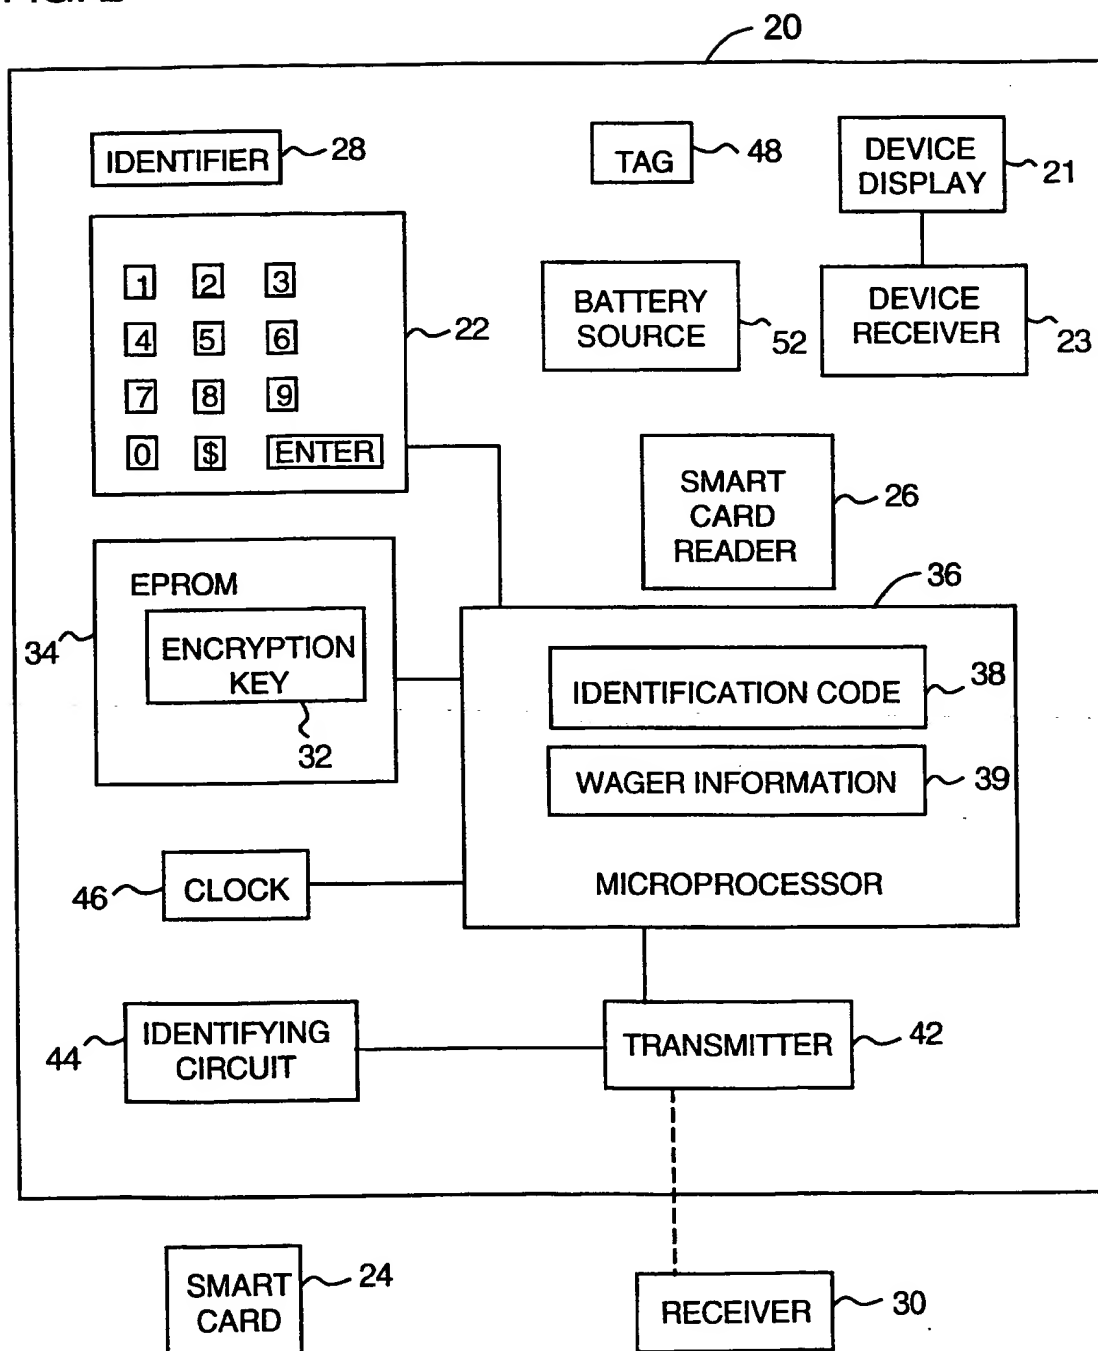 20
IDENTIFIER
28
TAG
48
DEVICE
DISPLAY
21
1 2 3
4 5 6
7 8 9
0 $ ENTER
22
BATTERY
SOURCE
52
DEVICE
RECEIVER
23
SMART
CARD
READER
26
EPROM
ENCRYPTION
KEY
34
32
36
IDENTIFICATION CODE
38
WAGER INFORMATION
39
MICROPROCESSOR
46
CLOCK
44
IDENTIFYING
CIRCUIT
TRANSMITTER
42
SMART
CARD
24
RECEIVER
30